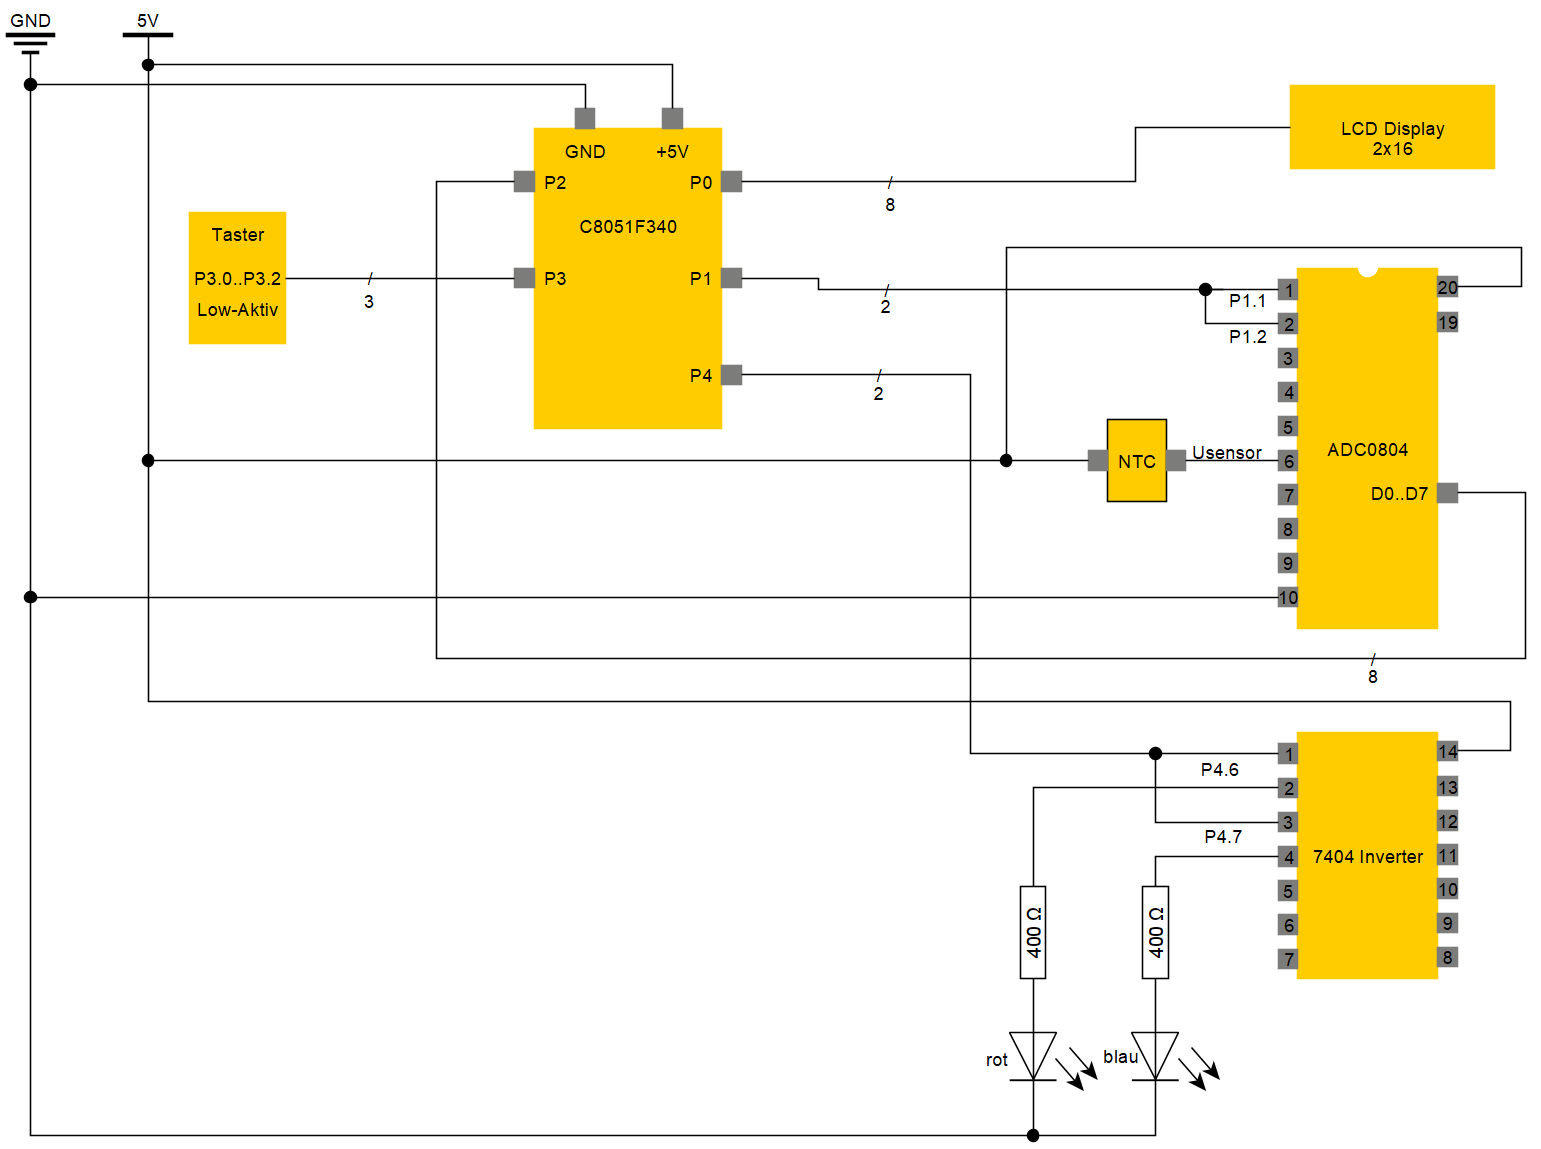 GND
5V
GND
+5V
P2
P0
C8051F340
P3
P1
P4
/
8
LCD Display
2x16
Taster
P3.0..P3.2
Low-Aktiv
/
3
/
2
P1.1
P1.2
/
2
1
2
3
4
5
6
7
8
9
10
20
19
ADC0804
D0..D7
NTC
Usensor
/
8
1
2
3
4
5
6
7
14
13
12
11
10
9
8
7404 Inverter
P4.6
P4.7
400 Ω
400 Ω
rot
blau